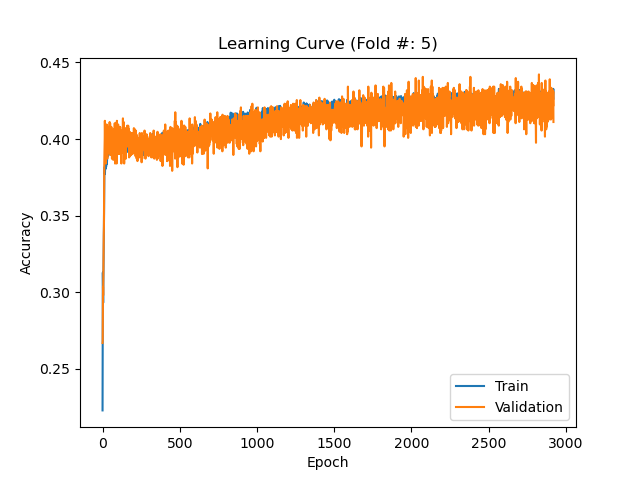 Learning Curve (Fold #: 5)
0.45
0.40
0.35
0.30
0.25
Accuracy
Train
Validation
0 500 1000 1500 2000 2500 3000
Epoch